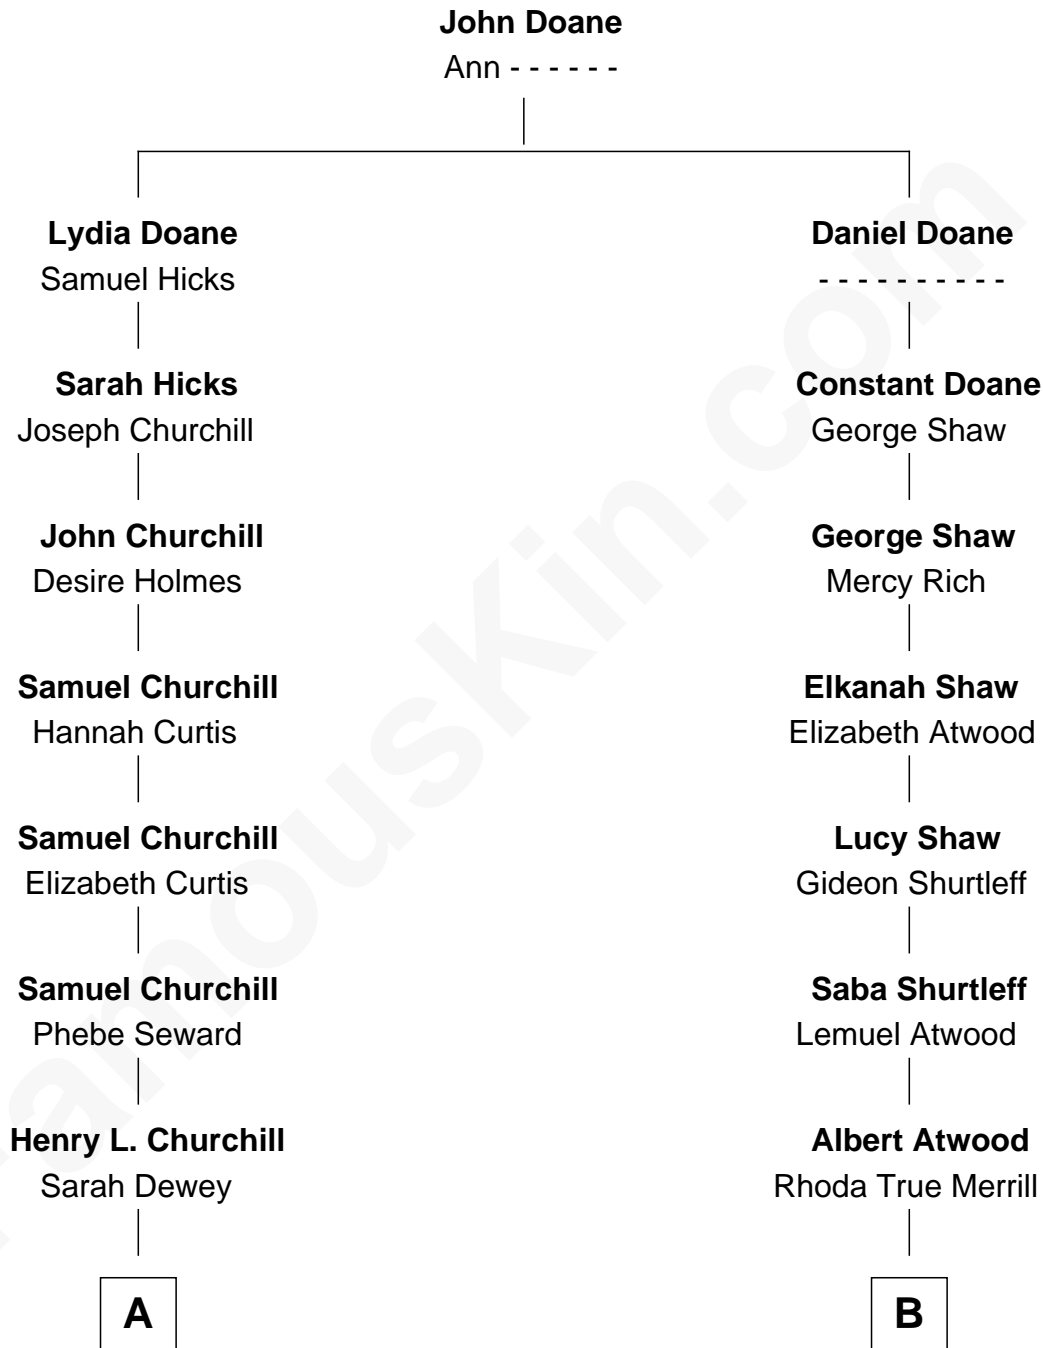 John Doane
Ann - - - - - -
Lydia Doane
Samuel Hicks
Daniel Doane
- - - - - - - - - -
Sarah Hicks
Joseph Churchill
Constant Doane
George Shaw
John Churchill
Desire Holmes
George Shaw
Mercy Rich
Samuel Churchill
Hannah Curtis
Elkanah Shaw
Elizabeth Atwood
Samuel Churchill
Elizabeth Curtis
Lucy Shaw
Gideon Shurtleff
Samuel Churchill
Phebe Seward
Saba Shurtleff
Lemuel Atwood
Henry L. Churchill
Sarah Dewey
Albert Atwood
Rhoda True Merrill
A
B
FamousKin.com